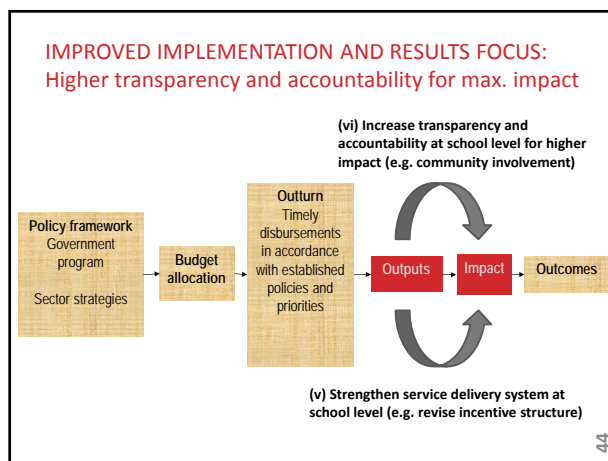 IMPROVED IMPLEMENTATION AND RESULTS FOCUS:
Higher transparency and accountability for max. impact
(vi) Increase transparency and
accountability at school level for higher
impact (e.g. community involvement)
Policy framework
Government
program
Sector strategies
Budget
allocation
Outturn
Timely
disbursements
in accordance
with established
policies and
priorities
Outputs
Impact
Outcomes
(v) Strengthen service delivery system at
school level (e.g. revise incentive structure)
44